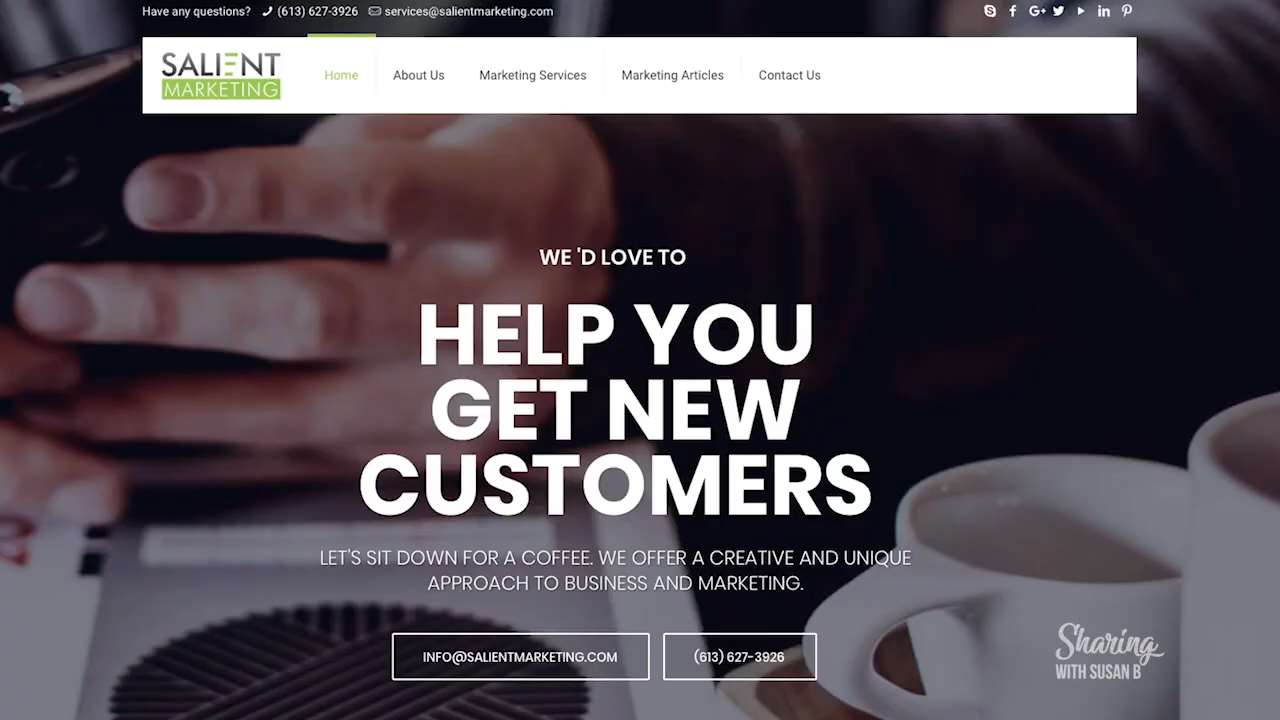 Have any questions? (613) 627-3926 services@salientmarketing.com
SALIENT
MARKETING
Home About Us Marketing Services Marketing Articles Contact Us
WE 'D LOVE TO
HELP YOU
GET NEW
CUSTOMERS
LET'S SIT DOWN FOR A COFFEE. WE OFFER A CREATIVE AND UNIQUE
APPROACH TO BUSINESS AND MARKETING.
INFO@SALIENTMARKETING.COM (613) 627-3926
Sharing
WITH SUSAN B